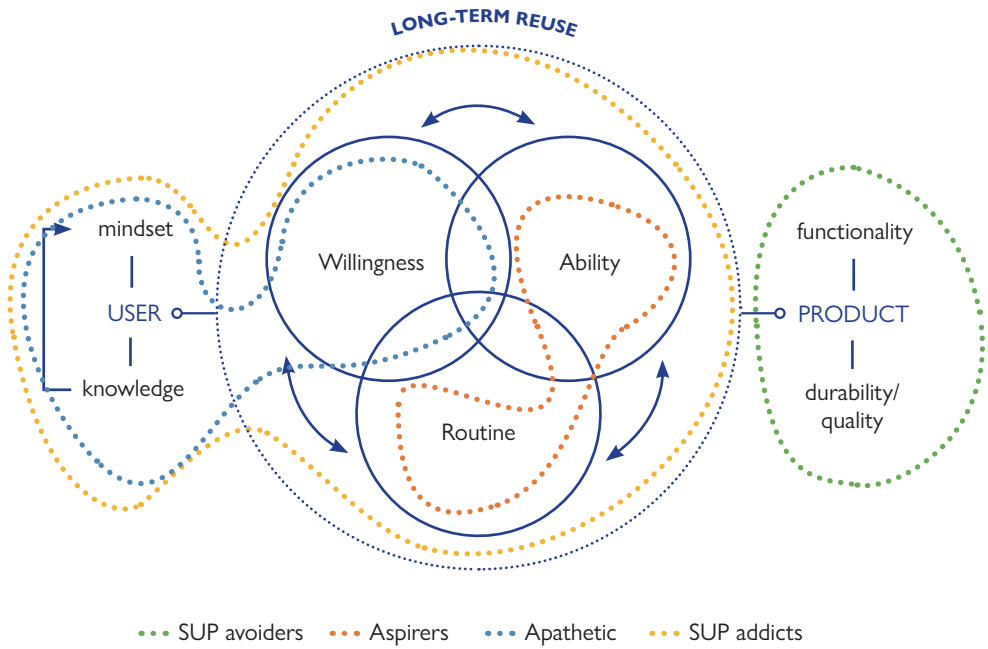 LONG-TERM REUSE
mindset
USER
knowledge
Willingness
Ability
Routine
functionality
PRODUCT
durability/
quality
SUP avoiders
Aspirers
Apathetic
SUP addicts